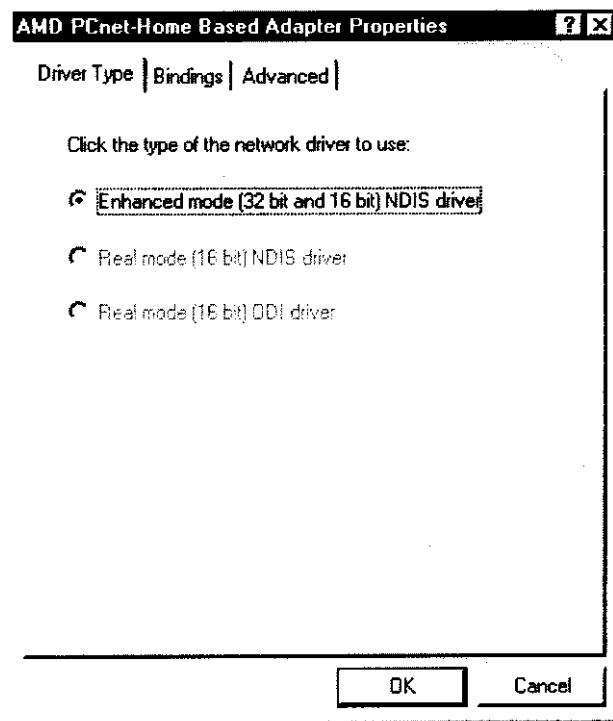 AMD PCnet-Home Based Adapter Properties
Driver Type Bindings Advanced
Click the type of the network driver to use:
Enhanced mode (32 bit and 16 bit) NDIS driver
Real mode (16 bit) NDIS driver
Real mode (16 bit) ODI driver
OK Cancel